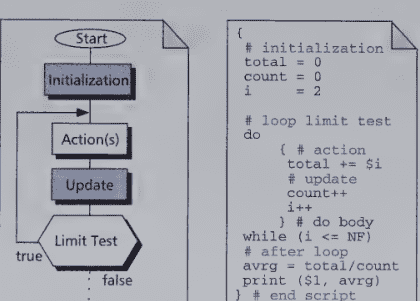 Start
Initialization
Action(s)
Update
Limit Test
true
false
{
# initialization
total = 0
count = 0
i = 2
# loop limit test
do
{ # action
total += $i
# update
count++
i++
} # do body
while (i <= NF)
# after loop
avrg = total/count
print ($1, avrg)
} # end script